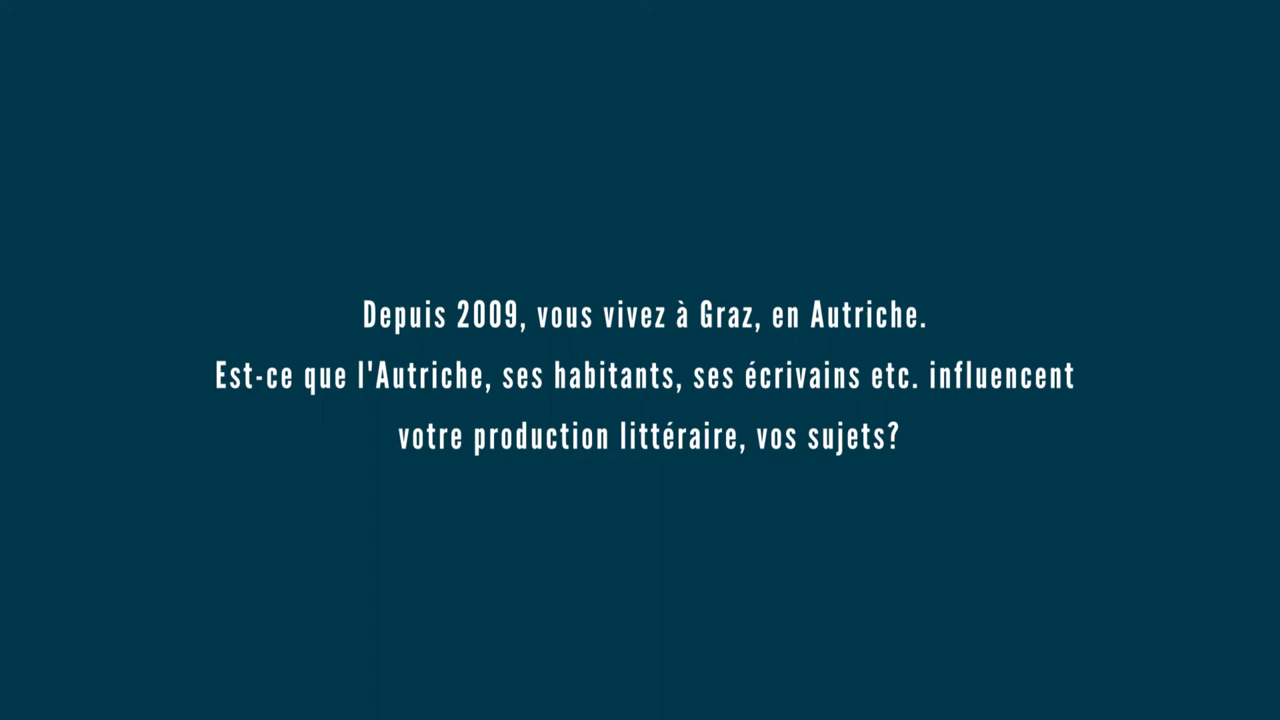 Depuis 2009, vous vivez à Graz, en Autriche.
Est-ce que l'Autriche, ses habitants, ses écrivains etc. influencent
votre production littéraire, vos sujets?